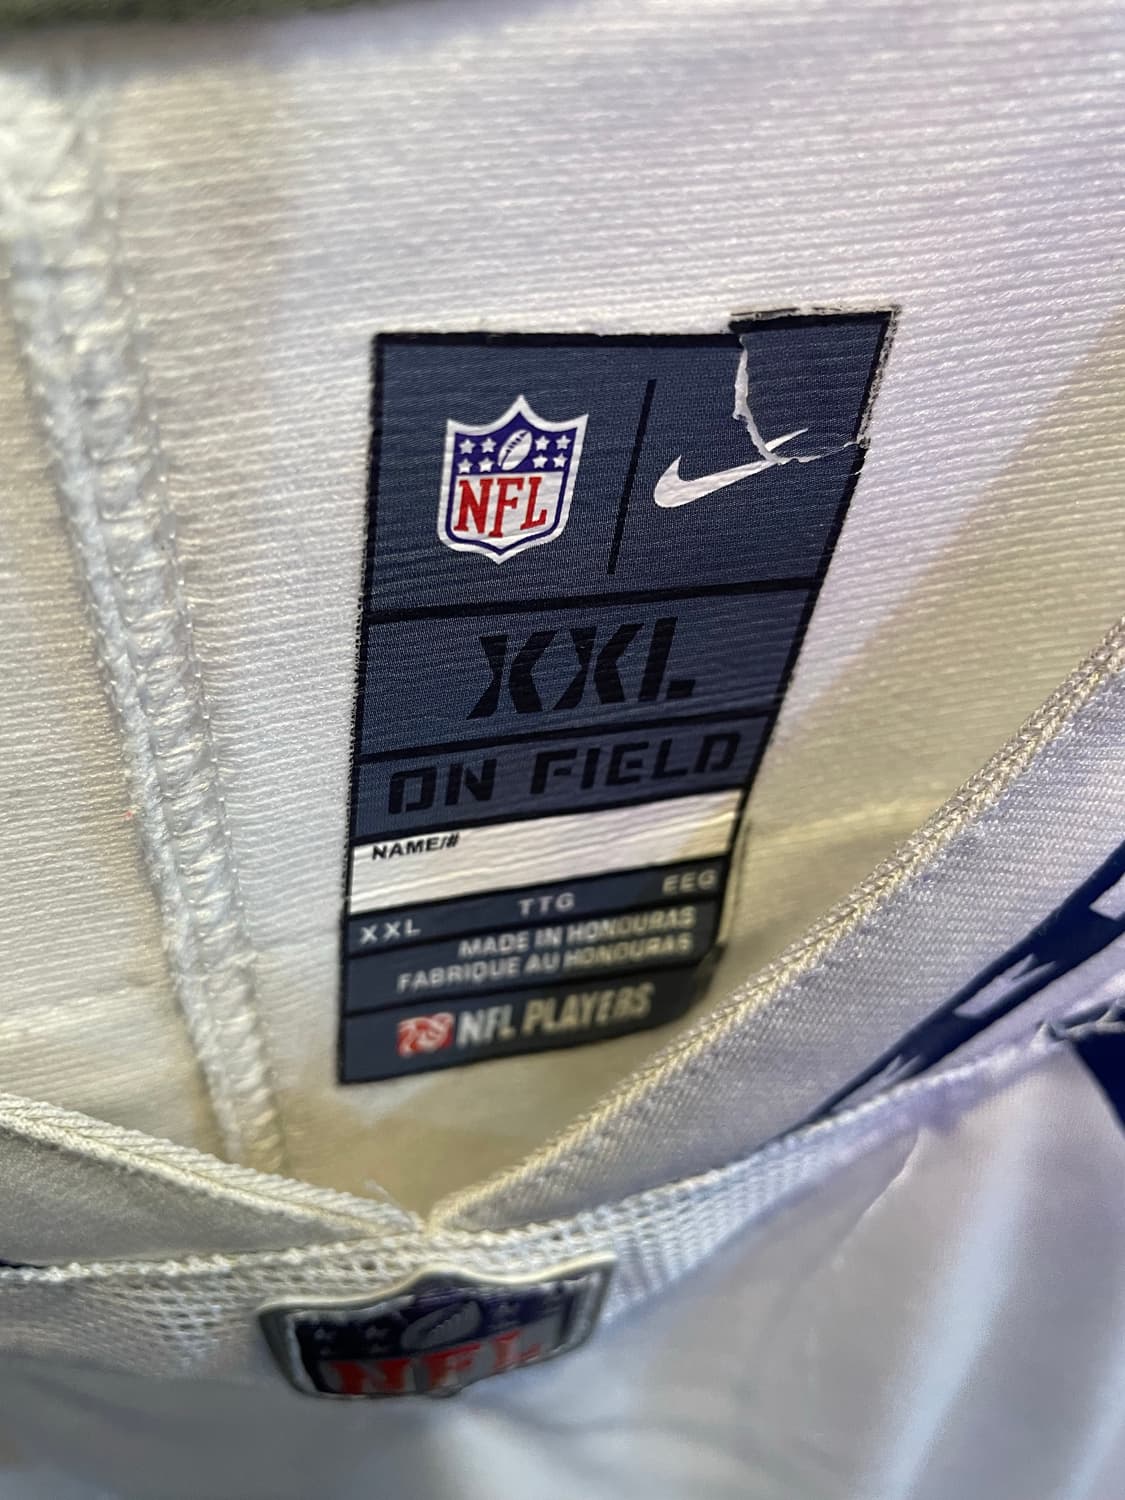 NFL
XXL
ON FIELD
NAME/#
XXL TTG EEG
MADE IN HONDURAS
FABRIQUE AU HONDURAS
NFL PLAYERS
NFL